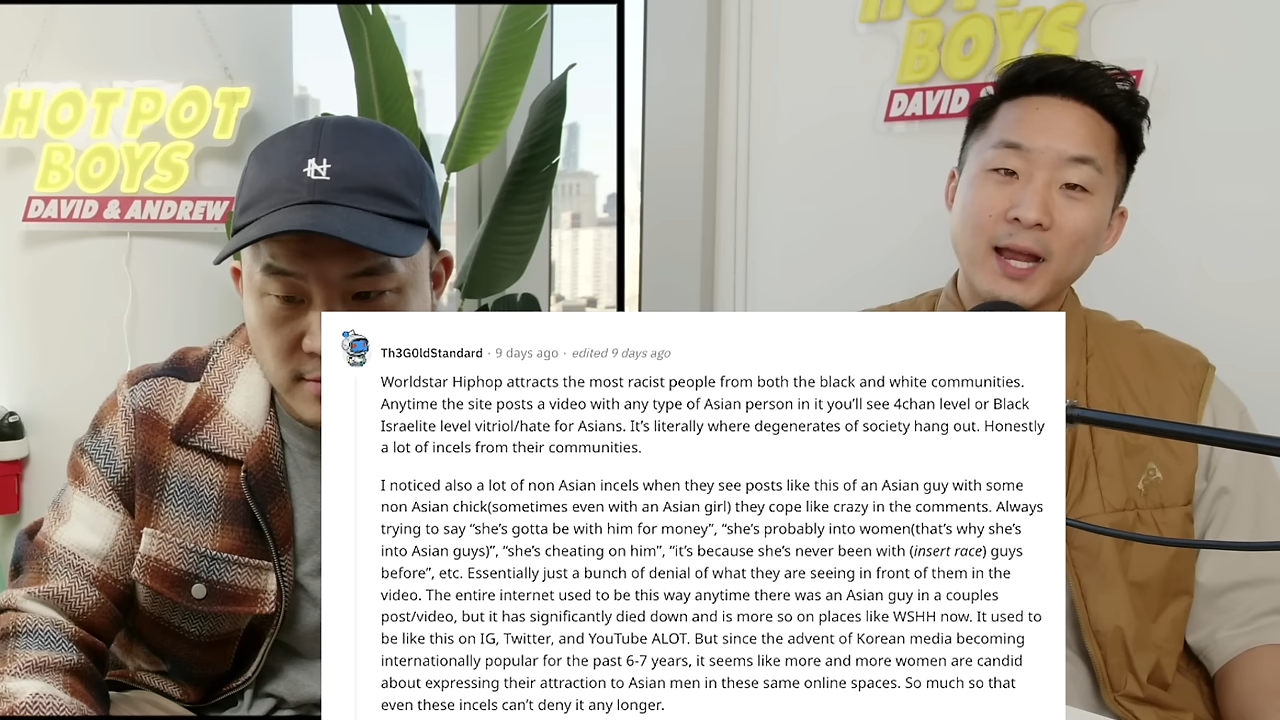 HOTPOT
BOYS
DAVID & ANDREW
BOYS
DAVID
Th3G0ldStandard · 9 days ago · edited 9 days ago
Worldstar Hiphop attracts the most racist people from both the black and white communities.
Anytime the site posts a video with any type of Asian person in it you’ll see 4chan level or Black
Israelite level vitriol/hate for Asians. It’s literally where degenerates of society hang out. Honestly
a lot of incels from their communities.
I noticed also a lot of non Asian incels when they see posts like this of an Asian guy with some
non Asian chick(sometimes even with an Asian girl) they cope like crazy in the comments. Always
trying to say “she’s gotta be with him for money”, “she’s probably into women(that’s why she’s
into Asian guys)”, “she’s cheating on him”, “it’s because she’s never been with (insert race) guys
before”, etc. Essentially just a bunch of denial of what they are seeing in front of them in the
video. The entire internet used to be this way anytime there was an Asian guy in a couples
post/video, but it has significantly died down and is more so on places like WSHH now. It used to
be like this on IG, Twitter, and YouTube ALOT. But since the advent of Korean media becoming
internationally popular for the past 6-7 years, it seems like more and more women are candid
about expressing their attraction to Asian men in these same online spaces. So much so that
even these incels can’t deny it any longer.